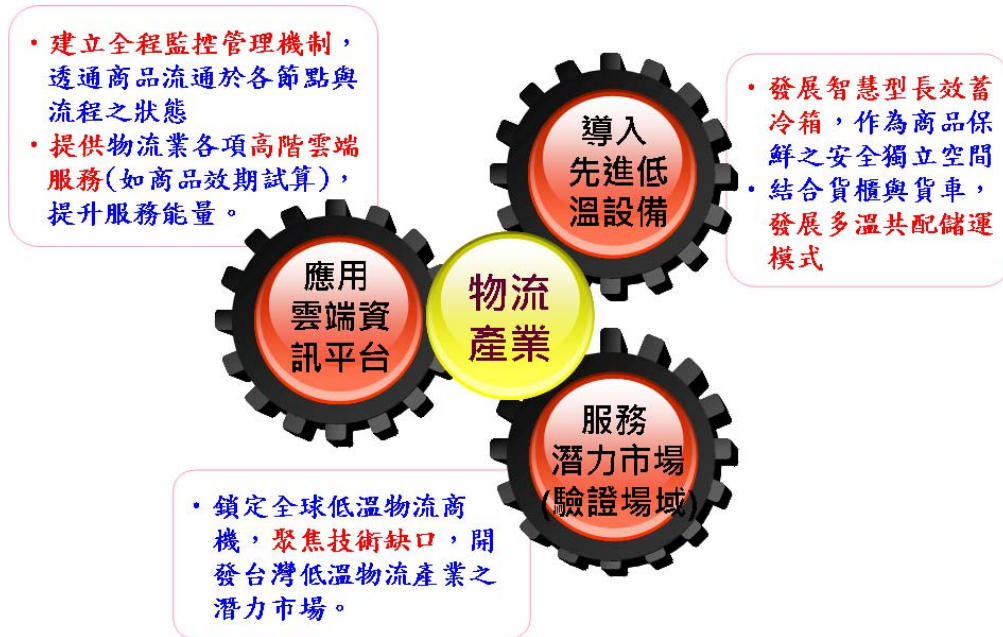 • 建立全程監控管理機制，
透通商品流通於各節點與
流程之狀態
• 提供物流業各項高階雲端
服務(如商品效期試算)，
提升服務能量。
導入
先進低
溫設備
• 發展智慧型長效蓄
冷箱，作為商品保
鮮之安全獨立空間
• 結合貨櫃與貨車，
發展多溫共配儲運
模式
應用
雲端資
訊平台
物流
產業
服務
潛力市場
(驗證場域)
• 鎖定全球低溫物流商
機，聚焦技術缺口，開
發台灣低溫物流產業之
潛力市場。